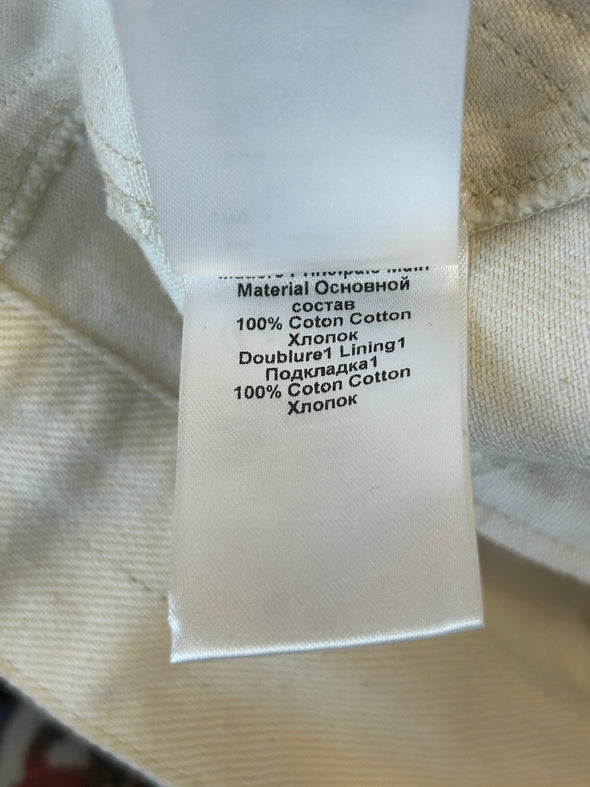 Material Основной
состав
100% Coton Cotton
Хлопок
Doublure1 Lining1
Подкладка1
100% Coton Cotton
Хлопок